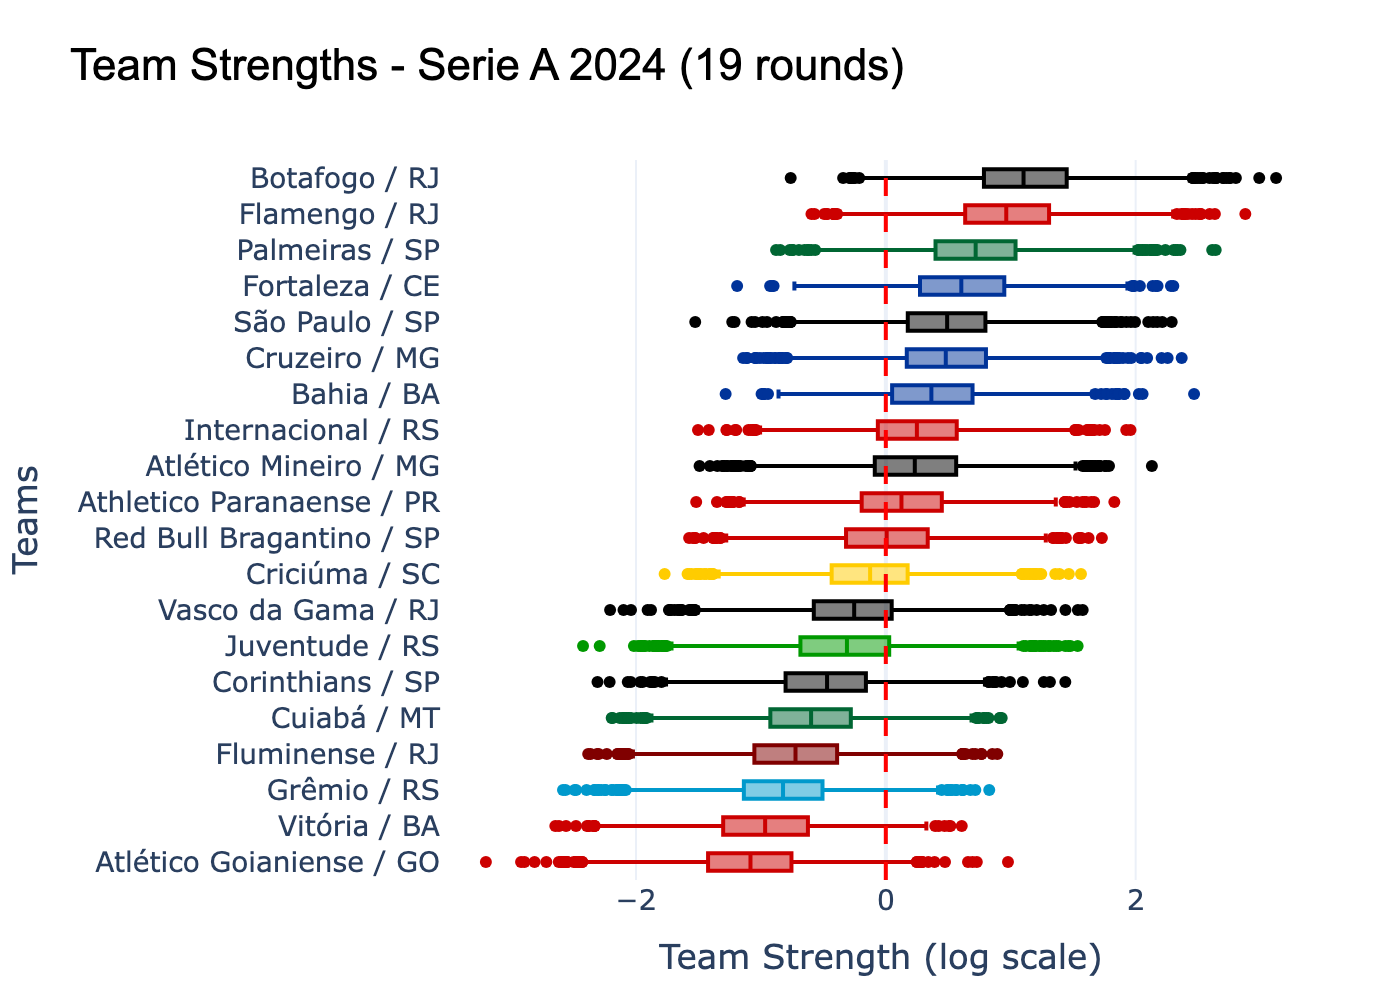 Team Strengths - Serie A 2024 (19 rounds)
Botafogo / RJ
Flamengo / RJ
Palmeiras / SP
Fortaleza / CE
São Paulo / SP
Cruzeiro / MG
Bahia / BA
Internacional / RS
Atlético Mineiro / MG
Athletico Paranaense / PR
Red Bull Bragantino / SP
Criciúma / SC
Vasco da Gama / RJ
Juventude / RS
Corinthians / SP
Cuiabá / MT
Fluminense / RJ
Grêmio / RS
Vitória / BA
Atlético Goianiense / GO
Teams
−2 0 2
Team Strength (log scale)